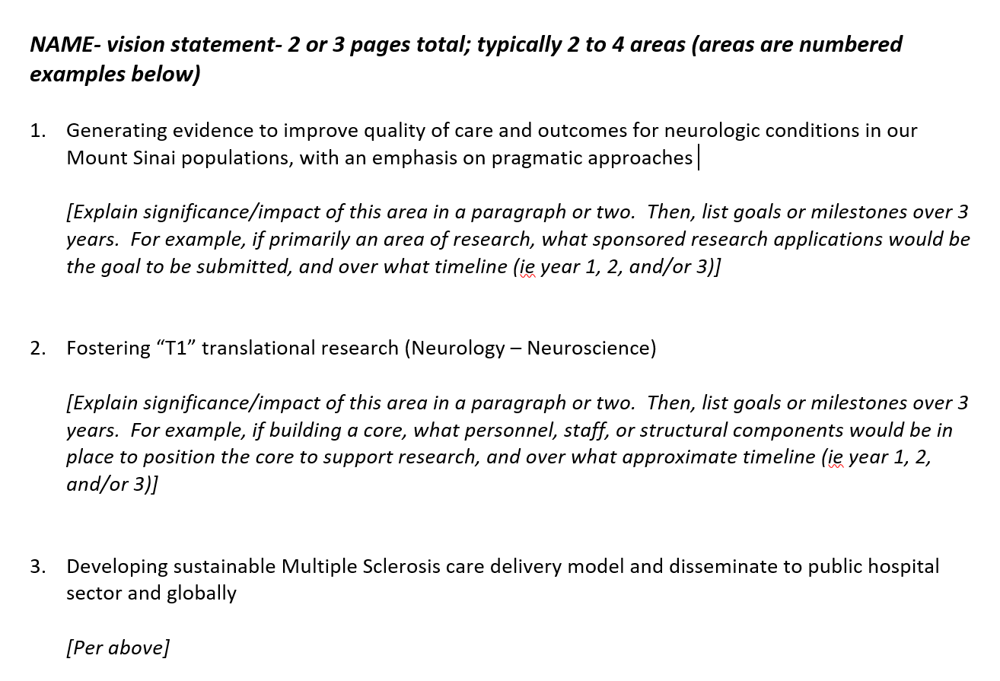 NAME- vision statement- 2 or 3 pages total; typically 2 to 4 areas (areas are numbered
examples below)
1. Generating evidence to improve quality of care and outcomes for neurologic conditions in our
Mount Sinai populations, with an emphasis on pragmatic approaches
[Explain significance/impact of this area in a paragraph or two. Then, list goals or milestones over 3
years. For example, if primarily an area of research, what sponsored research applications would be
the goal to be submitted, and over what timeline (ie year 1, 2, and/or 3)]
2. Fostering “T1” translational research (Neurology – Neuroscience)
[Explain significance/impact of this area in a paragraph or two. Then, list goals or milestones over 3
years. For example, if building a core, what personnel, staff, or structural components would be in
place to position the core to support research, and over what approximate timeline (ie year 1, 2,
and/or 3)]
3. Developing sustainable Multiple Sclerosis care delivery model and disseminate to public hospital
sector and globally
[Per above]